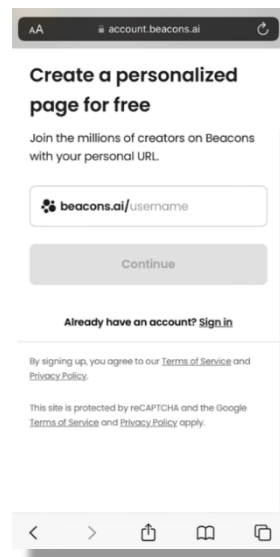 AA account.beacons.ai
Create a personalized
page for free
Join the millions of creators on Beacons
with your personal URL.
beacons.ai/username
Continue
Already have an account? Sign in
By signing up, you agree to our Terms of Service and
Privacy Policy.
This site is protected by reCAPTCHA and the Google
Terms of Service and Privacy Policy apply.